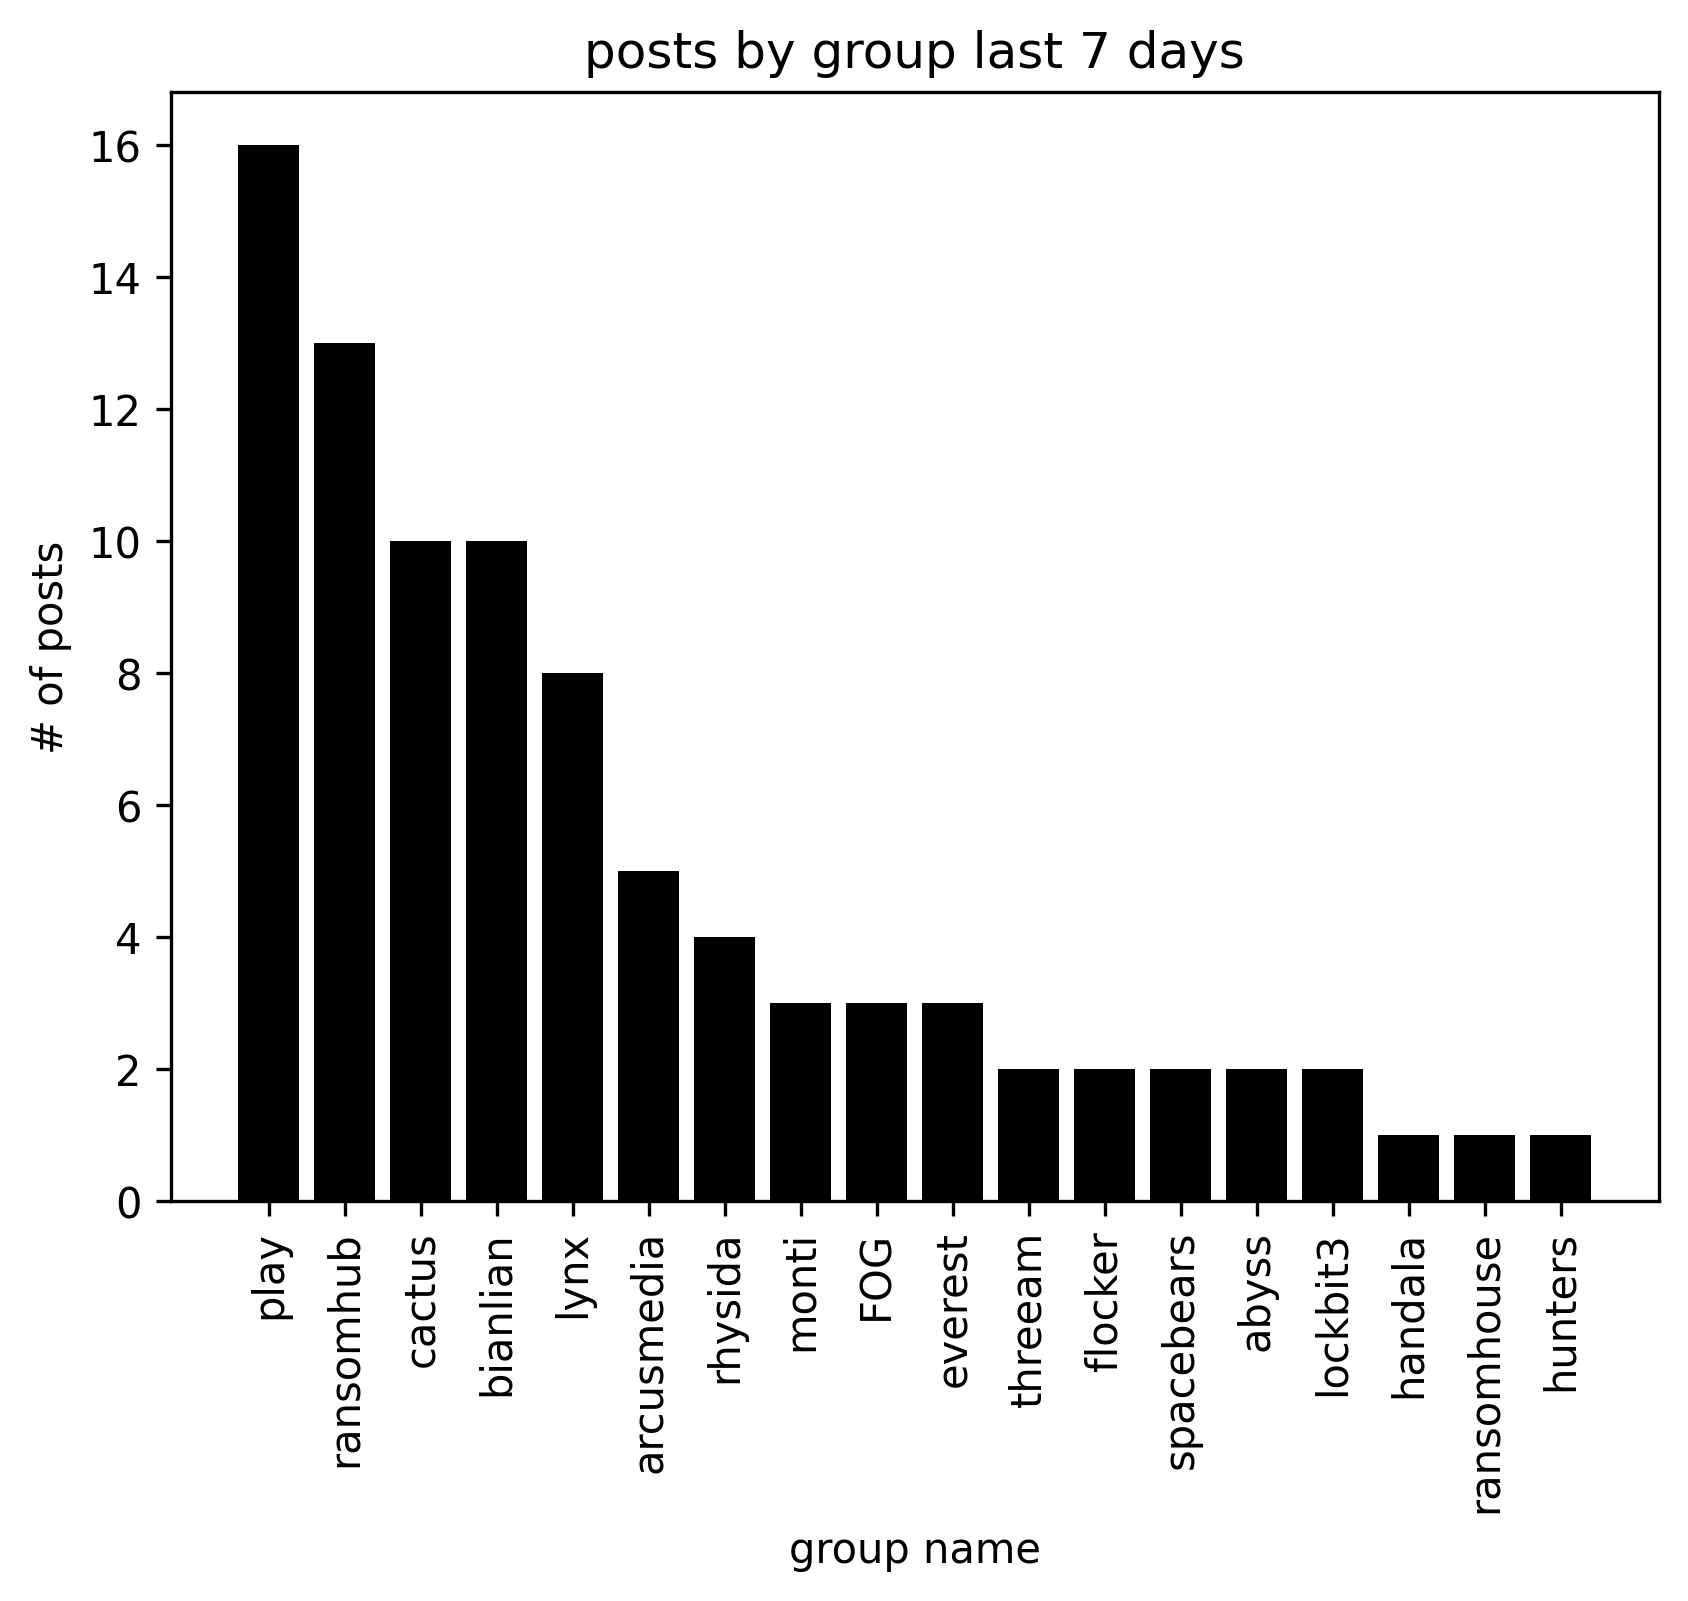 posts by group last 7 days
# of posts
16
14
12
10
8
6
4
2
0
play
ransomhub
cactus
bianlian
lynx
arcusmedia
rhysida
monti
FOG
everest
threeam
flocker
spacebears
abyss
lockbit3
handala
ransomhouse
hunters
group name